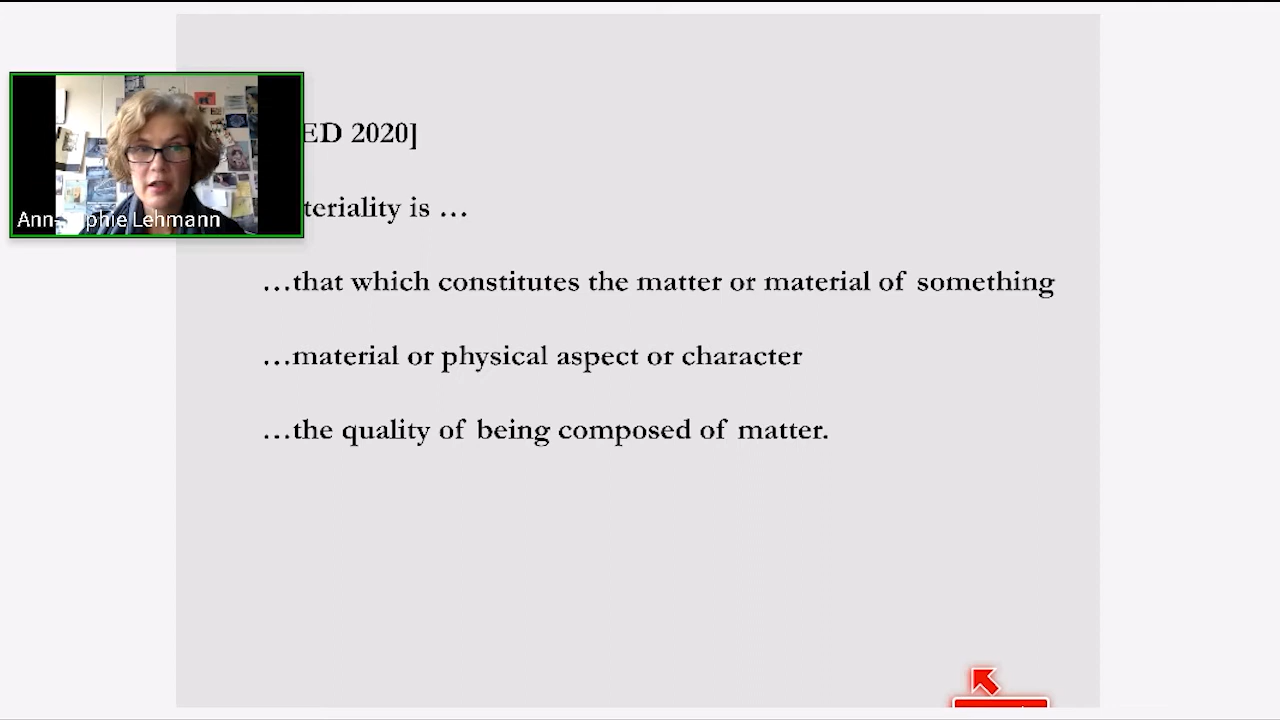 ED 2020]
teriality is …
Ann- phie Lehmann
…that which constitutes the matter or material of something
…material or physical aspect or character
…the quality of being composed of matter.